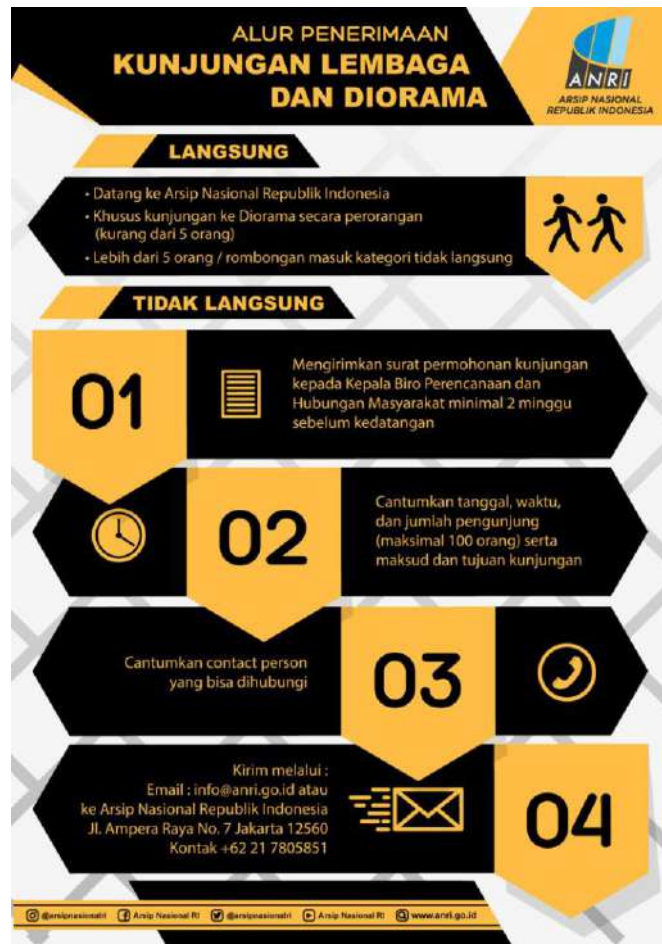 ALUR PENERIMAAN
KUNJUNGAN LEMBAGA
DAN DIORAMA
ANRI
ARSIP NASIONAL
REPUBLIK INDONESIA
LANGSUNG
• Datang ke Arsip Nasional Republik Indonesia
• Khusus kunjungan ke Diorama secara perorangan
(kurang dari 5 orang)
• Lebih dari 5 orang / rombongan masuk kategori tidak langsung
TIDAK LANGSUNG
01
Mengirimkan surat permohonan kunjungan
kepada Kepala Biro Perencanaan dan
Hubungan Masyarakat minimal 2 minggu
sebelum kedatangan
02
Cantumkan tanggal, waktu,
dan jumlah pengunjung
(maksimal 100 orang) serta
maksud dan tujuan kunjungan
Cantumkan contact person
yang bisa dihubungi
03
Kirim melalui :
Email : info@anri.go.id atau
ke Arsip Nasional Republik Indonesia
Jl. Ampera Raya No. 7 Jakarta 12560
Kontak +62 21 7805851
04
@arsipnasionalri Arsip Nasional RI @arsipnasionalri Arsip Nasional RI www.anri.go.id